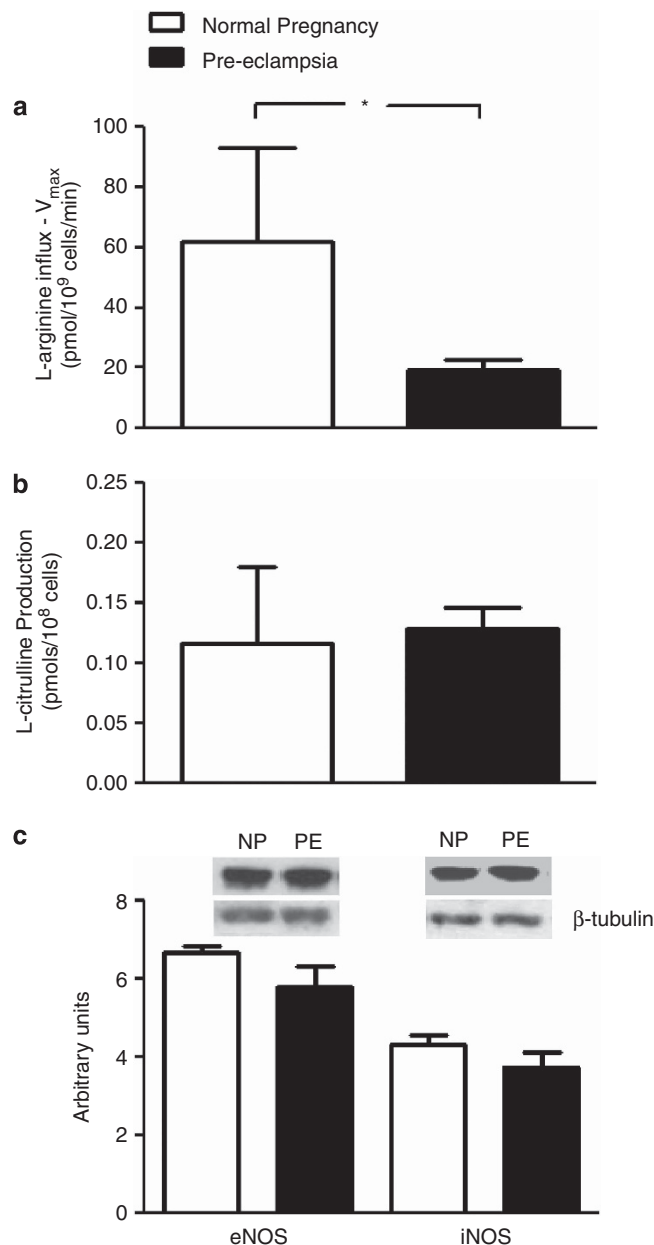 Normal Pregnancy
Pre-eclampsia
a
*
L-arginine influx - Vmax
(pmol/10⁹ cells/min)
100
80
60
40
20
0
b
L-citrulline Production
(pmols/10⁸ cells)
0.25
0.20
0.15
0.10
0.05
0.00
c
NP PE NP PE
β-tubulin
Arbitrary units
8
6
4
2
0
eNOS iNOS